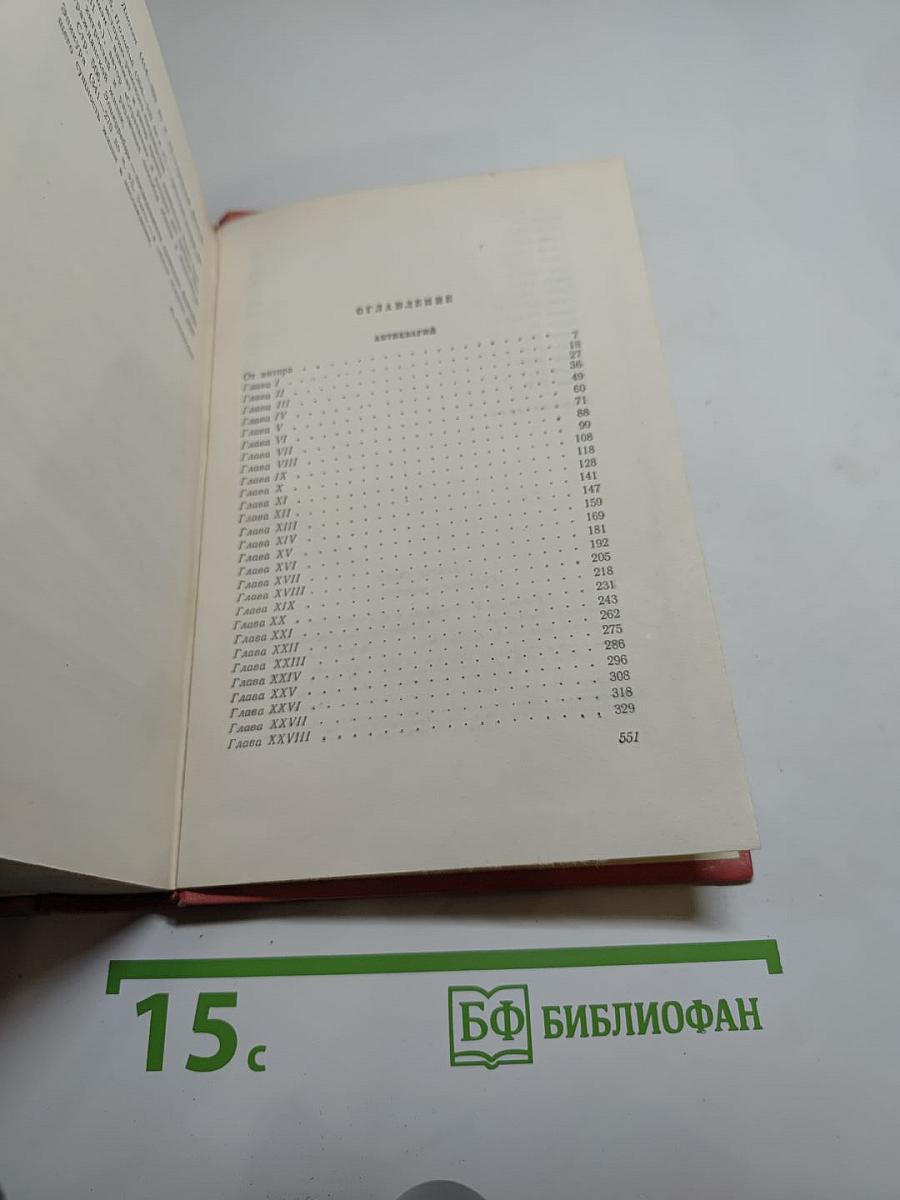 ОГЛАВЛЕНИЕ
АНТИКВАРИЙ
От автора 7
Глава I 18
Глава II 27
Глава III 36
Глава IV 49
Глава V 60
Глава VI 71
Глава VII 88
Глава VIII 99
Глава IX 108
Глава X 118
Глава XI 128
Глава XII 141
Глава XIII 147
Глава XIV 159
Глава XV 169
Глава XVI 181
Глава XVII 192
Глава XVIII 205
Глава XIX 218
Глава XX 231
Глава XXI 243
Глава XXII 262
Глава XXIII 275
Глава XXIV 286
Глава XXV 296
Глава XXVI 308
Глава XXVII 318
Глава XXVIII 329
551
15 с
БФ БИБЛИОФАН